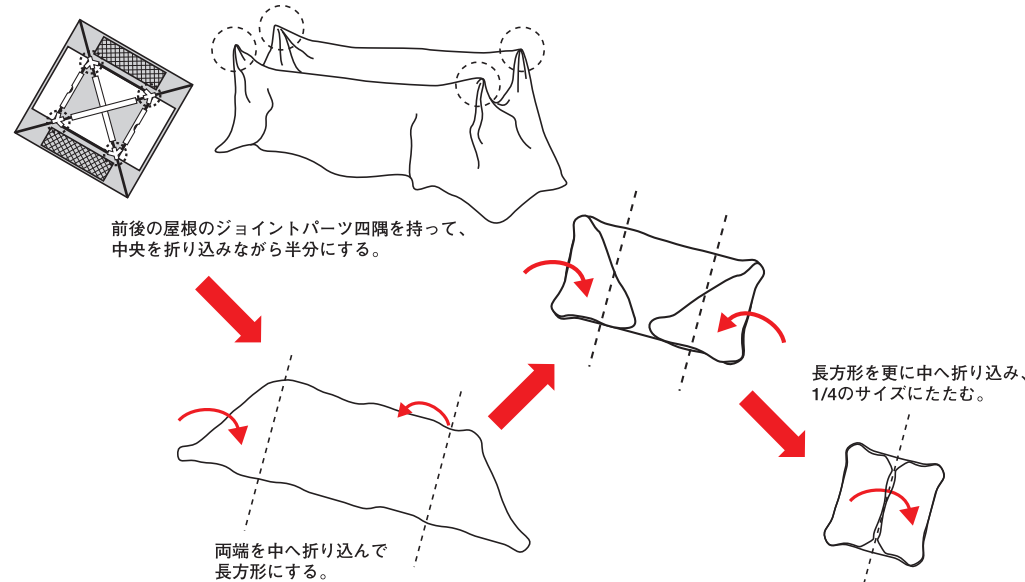 前後の屋根のジョイントパーツ四隅を持って、
中央を折り込みながら半分にする。
両端を中へ折り込んで
長方形にする。
長方形を更に中へ折り込み、
1/4のサイズにたたむ。